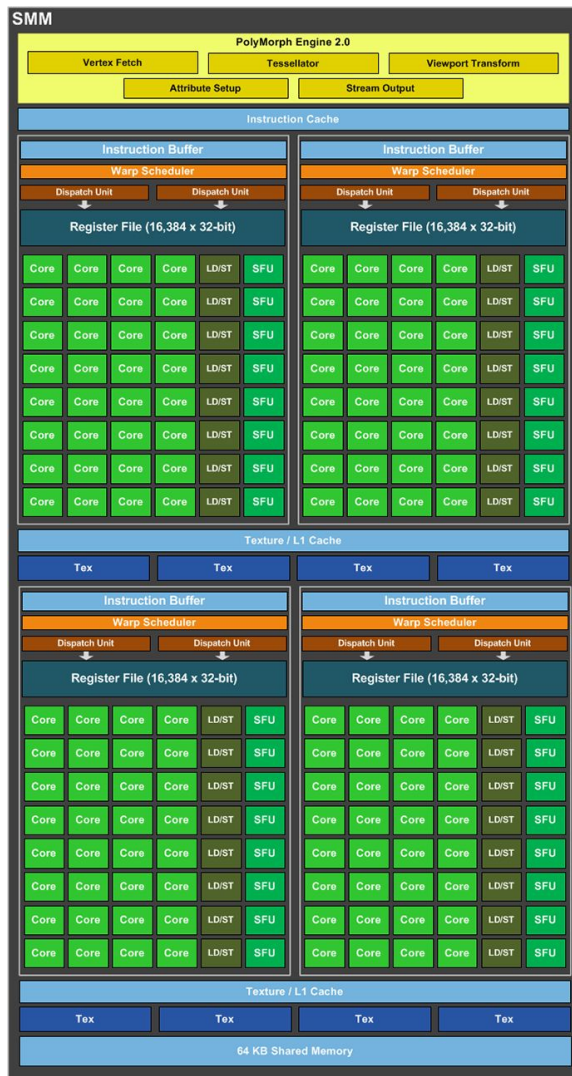 SMM
PolyMorph Engine 2.0
Vertex Fetch Tessellator Viewport Transform
Attribute Setup Stream Output
Instruction Cache
Instruction Buffer Instruction Buffer
Warp Scheduler Warp Scheduler
Dispatch Unit Dispatch Unit Dispatch Unit Dispatch Unit
Register File (16,384 x 32-bit) Register File (16,384 x 32-bit)
Core Core Core Core LD/ST SFU Core Core Core Core LD/ST SFU
Core Core Core Core LD/ST SFU Core Core Core Core LD/ST SFU
Core Core Core Core LD/ST SFU Core Core Core Core LD/ST SFU
Core Core Core Core LD/ST SFU Core Core Core Core LD/ST SFU
Core Core Core Core LD/ST SFU Core Core Core Core LD/ST SFU
Core Core Core Core LD/ST SFU Core Core Core Core LD/ST SFU
Core Core Core Core LD/ST SFU Core Core Core Core LD/ST SFU
Core Core Core Core LD/ST SFU Core Core Core Core LD/ST SFU
Texture / L1 Cache
Tex Tex Tex Tex
Instruction Buffer Instruction Buffer
Warp Scheduler Warp Scheduler
Dispatch Unit Dispatch Unit Dispatch Unit Dispatch Unit
Register File (16,384 x 32-bit) Register File (16,384 x 32-bit)
Core Core Core Core LD/ST SFU Core Core Core Core LD/ST SFU
Core Core Core Core LD/ST SFU Core Core Core Core LD/ST SFU
Core Core Core Core LD/ST SFU Core Core Core Core LD/ST SFU
Core Core Core Core LD/ST SFU Core Core Core Core LD/ST SFU
Core Core Core Core LD/ST SFU Core Core Core Core LD/ST SFU
Core Core Core Core LD/ST SFU Core Core Core Core LD/ST SFU
Core Core Core Core LD/ST SFU Core Core Core Core LD/ST SFU
Core Core Core Core LD/ST SFU Core Core Core Core LD/ST SFU
Texture / L1 Cache
Tex Tex Tex Tex
64 KB Shared Memory